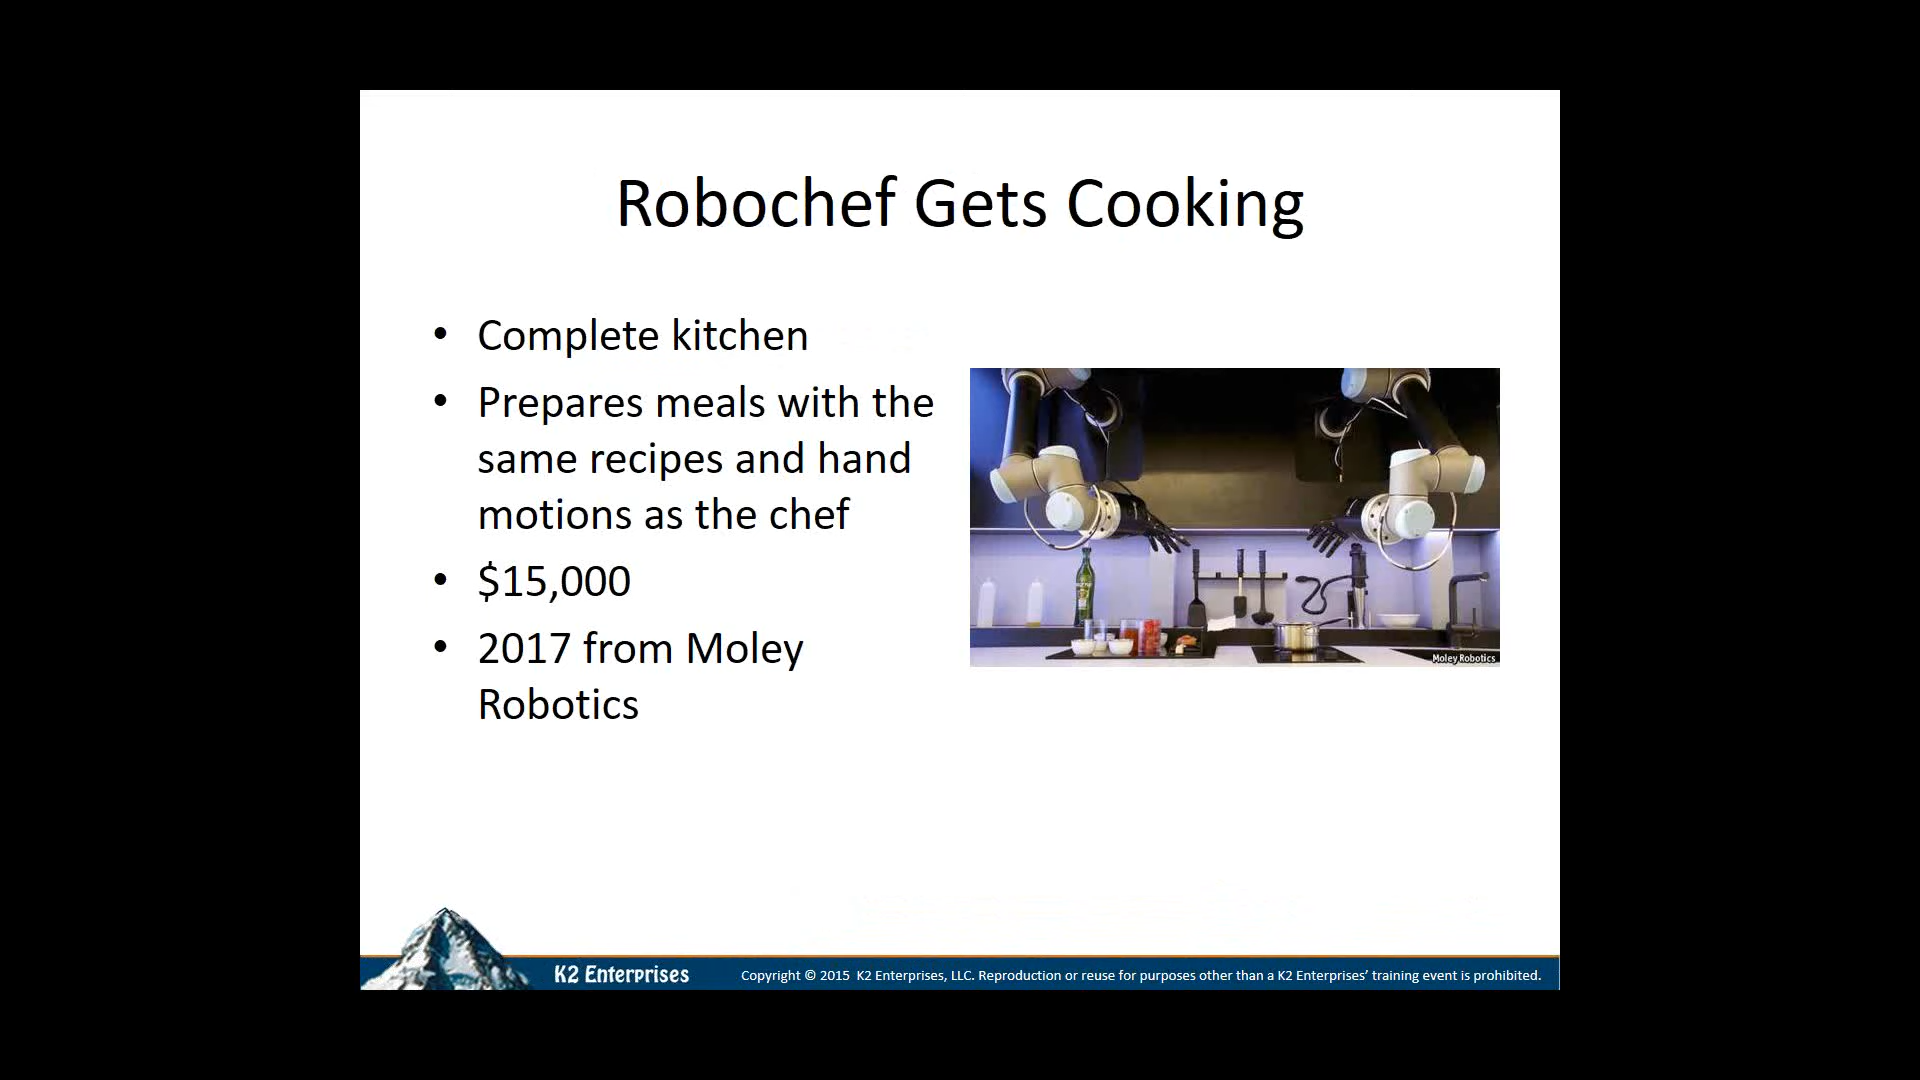 Robochef Gets Cooking
• Complete kitchen
• Prepares meals with the
same recipes and hand
motions as the chef
• $15,000
• 2017 from Moley
Robotics
Moley Robotics
K2 Enterprises
Copyright © 2015 K2 Enterprises, LLC. Reproduction or reuse for purposes other than a K2 Enterprises’ training event is prohibited.